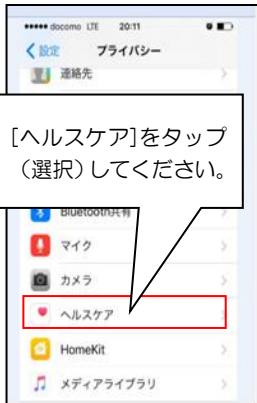 docomo LTE 20:11
設定 プライバシー
連絡先
[ヘルスケア]をタップ
（選択）してください。
Bluetooth共有
マイク
カメラ
ヘルスケア
HomeKit
メディアライブラリ